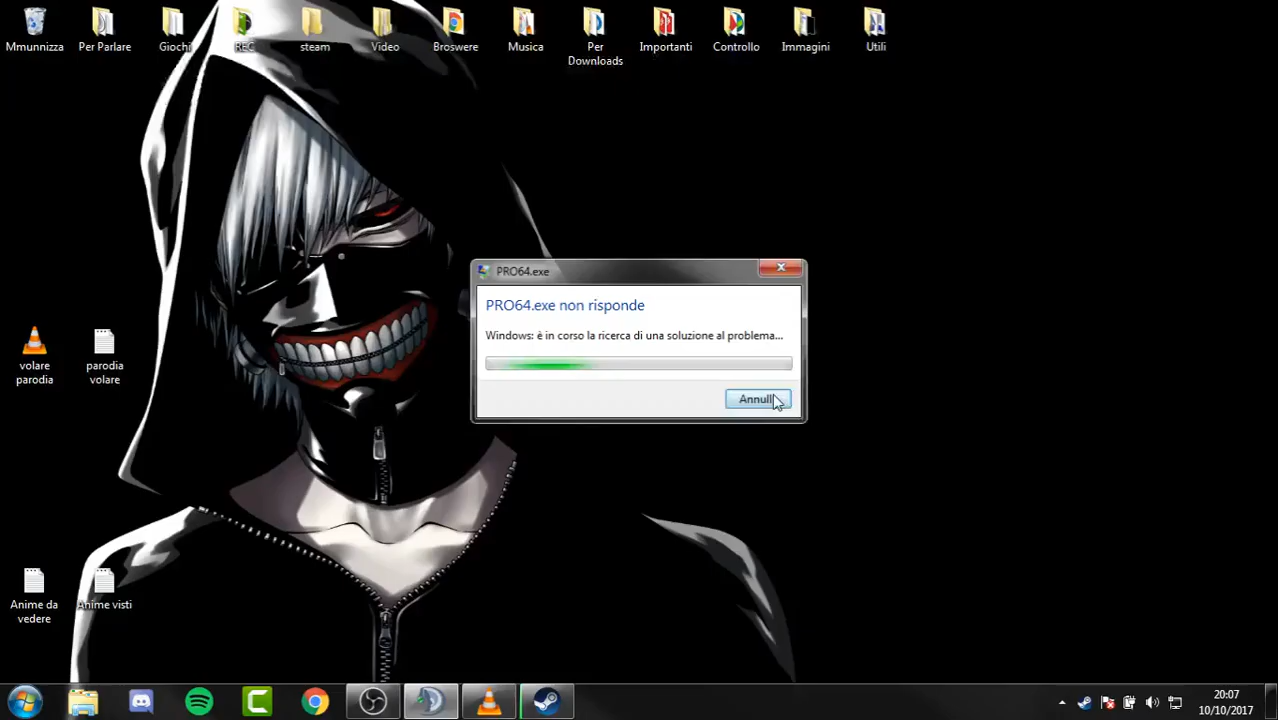 Mmunnizza
Per Parlare
Giochi
REC
steam
Video
Broswere
Musica
Per
Downloads
Importanti
Controllo
Immagini
Utili
PRO64.exe
PRO64.exe non risponde
Windows: è in corso la ricerca di una soluzione al problema...
Annulla
volare
parodia
parodia
volare
Anime da
vedere
Anime visti
20:07
10/10/2017